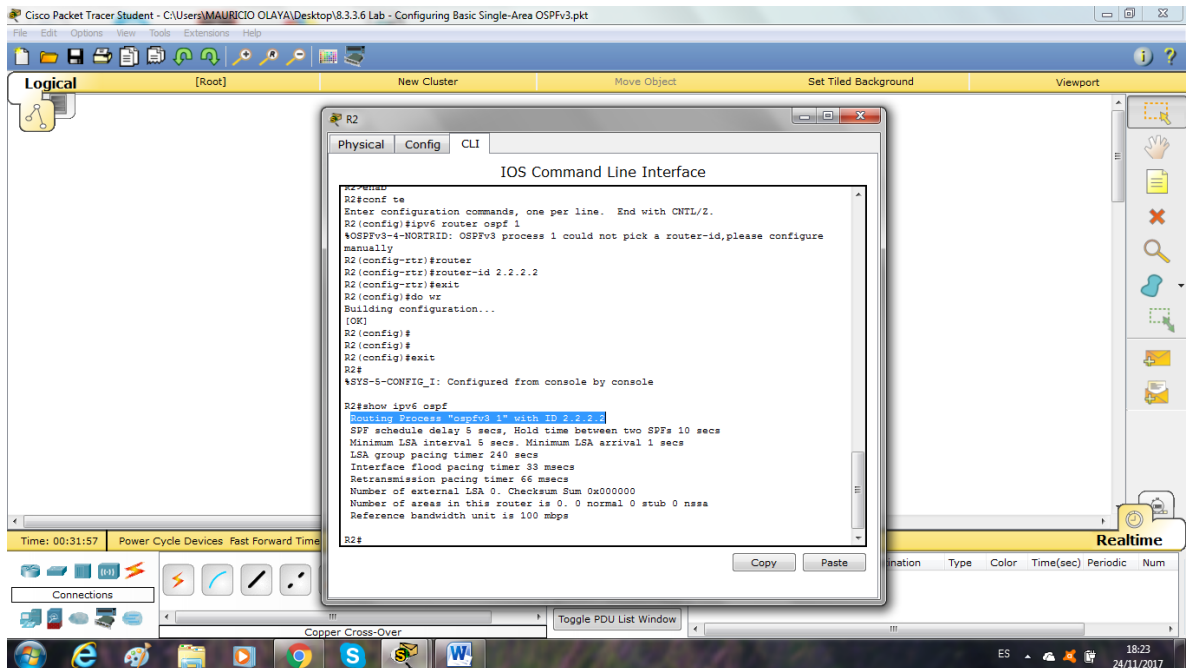 Cisco Packet Tracer Student - C:\Users\MAURICIO OLAYA\Desktop\8.3.3.6 Lab - Configuring Basic Single-Area OSPFv3.pkt
File Edit Options View Tools Extensions Help
Logical [Root] New Cluster Move Object Set Tiled Background Viewport
R2
Physical Config CLI
IOS Command Line Interface
R2>enab
R2#conf te
Enter configuration commands, one per line. End with CNTL/Z.
R2(config)#ipv6 router ospf 1
%OSPFv3-4-NORTRID: OSPFv3 process 1 could not pick a router-id,please configure
manually
R2(config-rtr)#router
R2(config-rtr)#router-id 2.2.2.2
R2(config-rtr)#exit
R2(config)#do wr
Building configuration...
[OK]
R2(config)#
R2(config)#
R2(config)#exit
R2#
%SYS-5-CONFIG_I: Configured from console by console
R2#show ipv6 ospf
Routing Process "ospfv3 1" with ID 2.2.2.2
SPF schedule delay 5 secs, Hold time between two SPFs 10 secs
Minimum LSA interval 5 secs. Minimum LSA arrival 1 secs
LSA group pacing timer 240 secs
Interface flood pacing timer 33 msecs
Retransmission pacing timer 66 msecs
Number of external LSA 0. Checksum Sum 0x000000
Number of areas in this router is 0. 0 normal 0 stub 0 nssa
Reference bandwidth unit is 100 mbps
R2#
Copy Paste
Time: 00:31:57 Power Cycle Devices Fast Forward Time Realtime
Connections
ination Type Color Time(sec) Periodic Num
Toggle PDU List Window
Copper Cross-Over
ES 18:23
24/11/2017